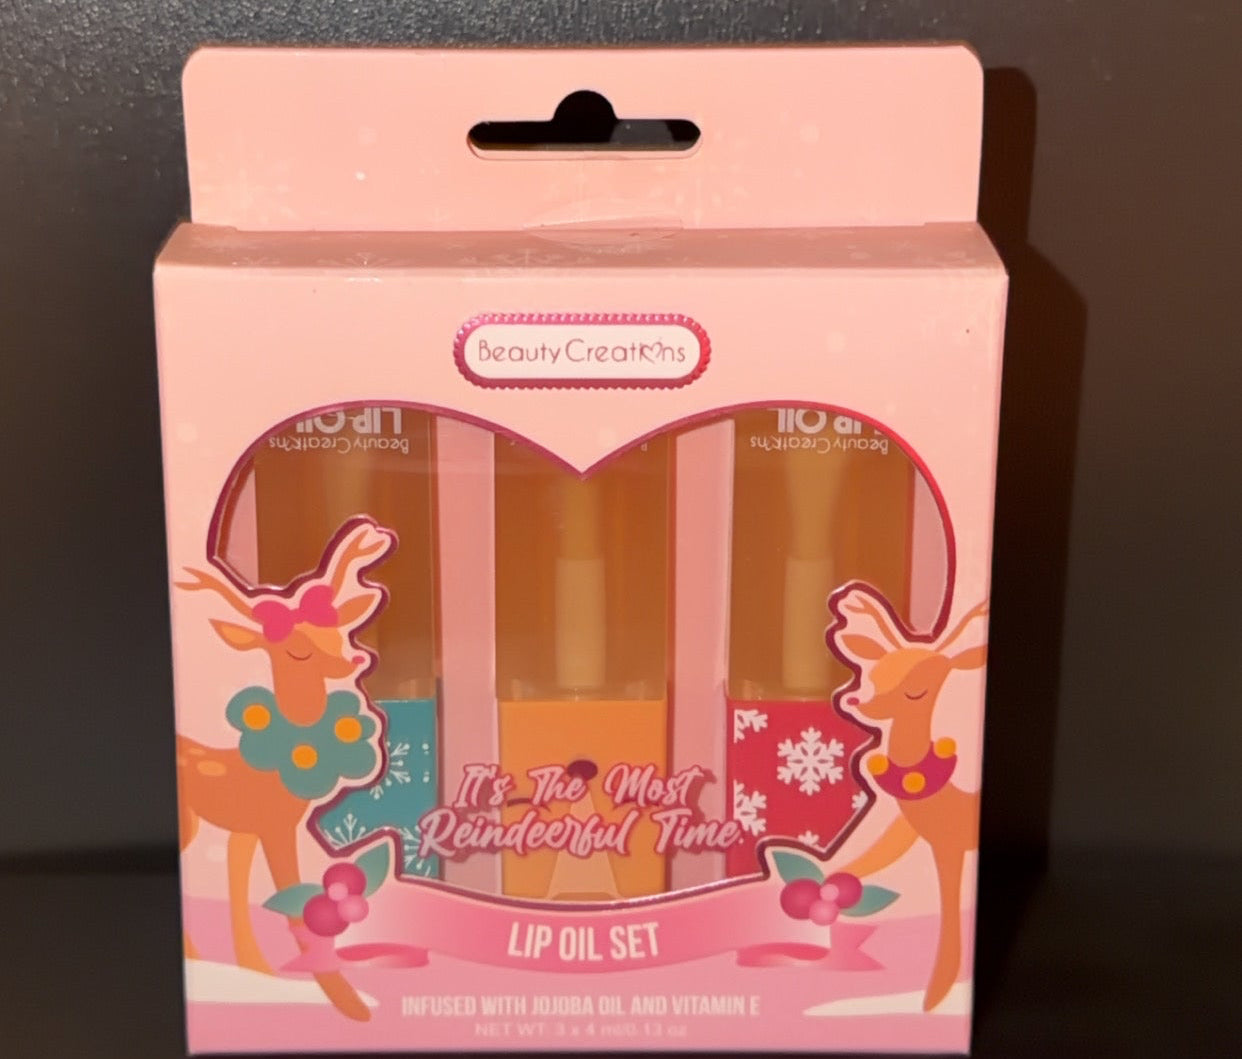 Beauty Creations
LIP OIL
Beauty Creations
LIP OIL
Beauty Creations
It's The Most
Reindeerful Time.
LIP OIL SET
INFUSED WITH JOJOBA OIL AND VITAMIN E
NET WT. 3 x 4 ml/0.13 oz